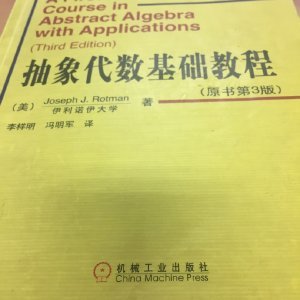 Course in
Abstract Algebra
with Applications
(Third Edition)
抽象代数基础教程
(原书第3版)
(美) Joseph J. Rotman 著
伊利诺伊大学
李样明 冯明军 译
机械工业出版社
China Machine Press